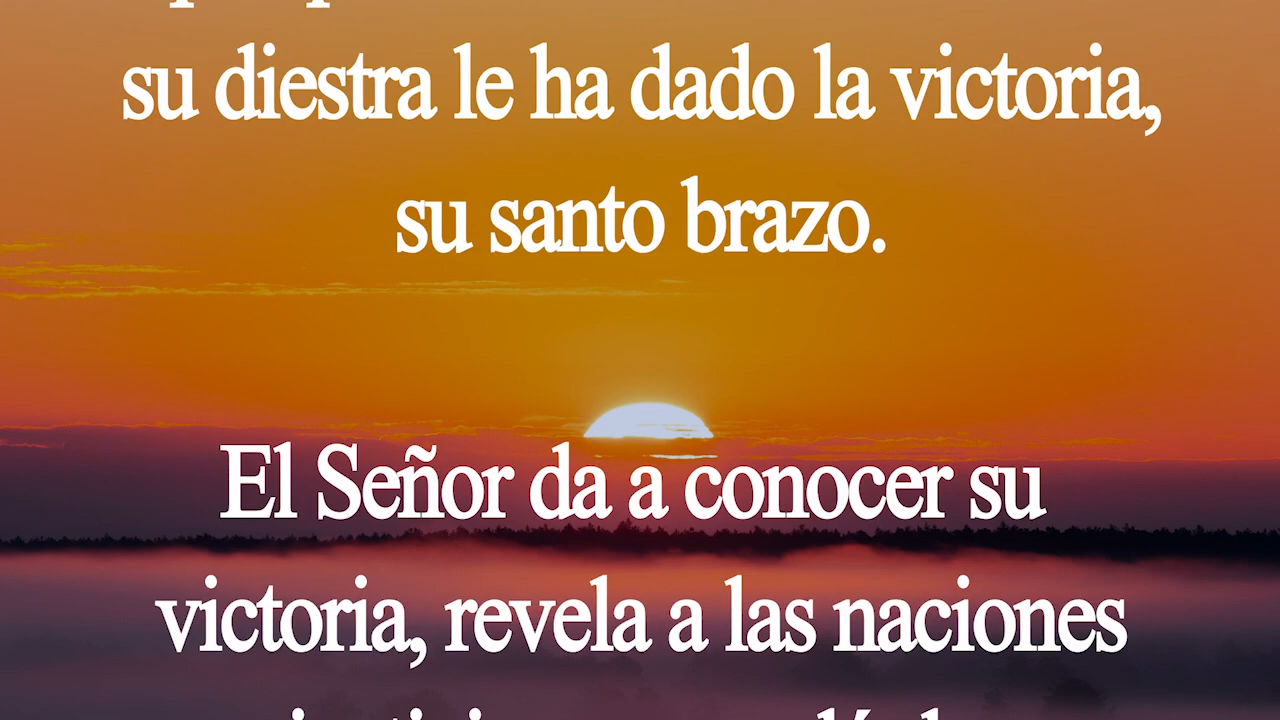 su diestra le ha dado la victoria,
su santo brazo.
El Señor da a conocer su
victoria, revela a las naciones